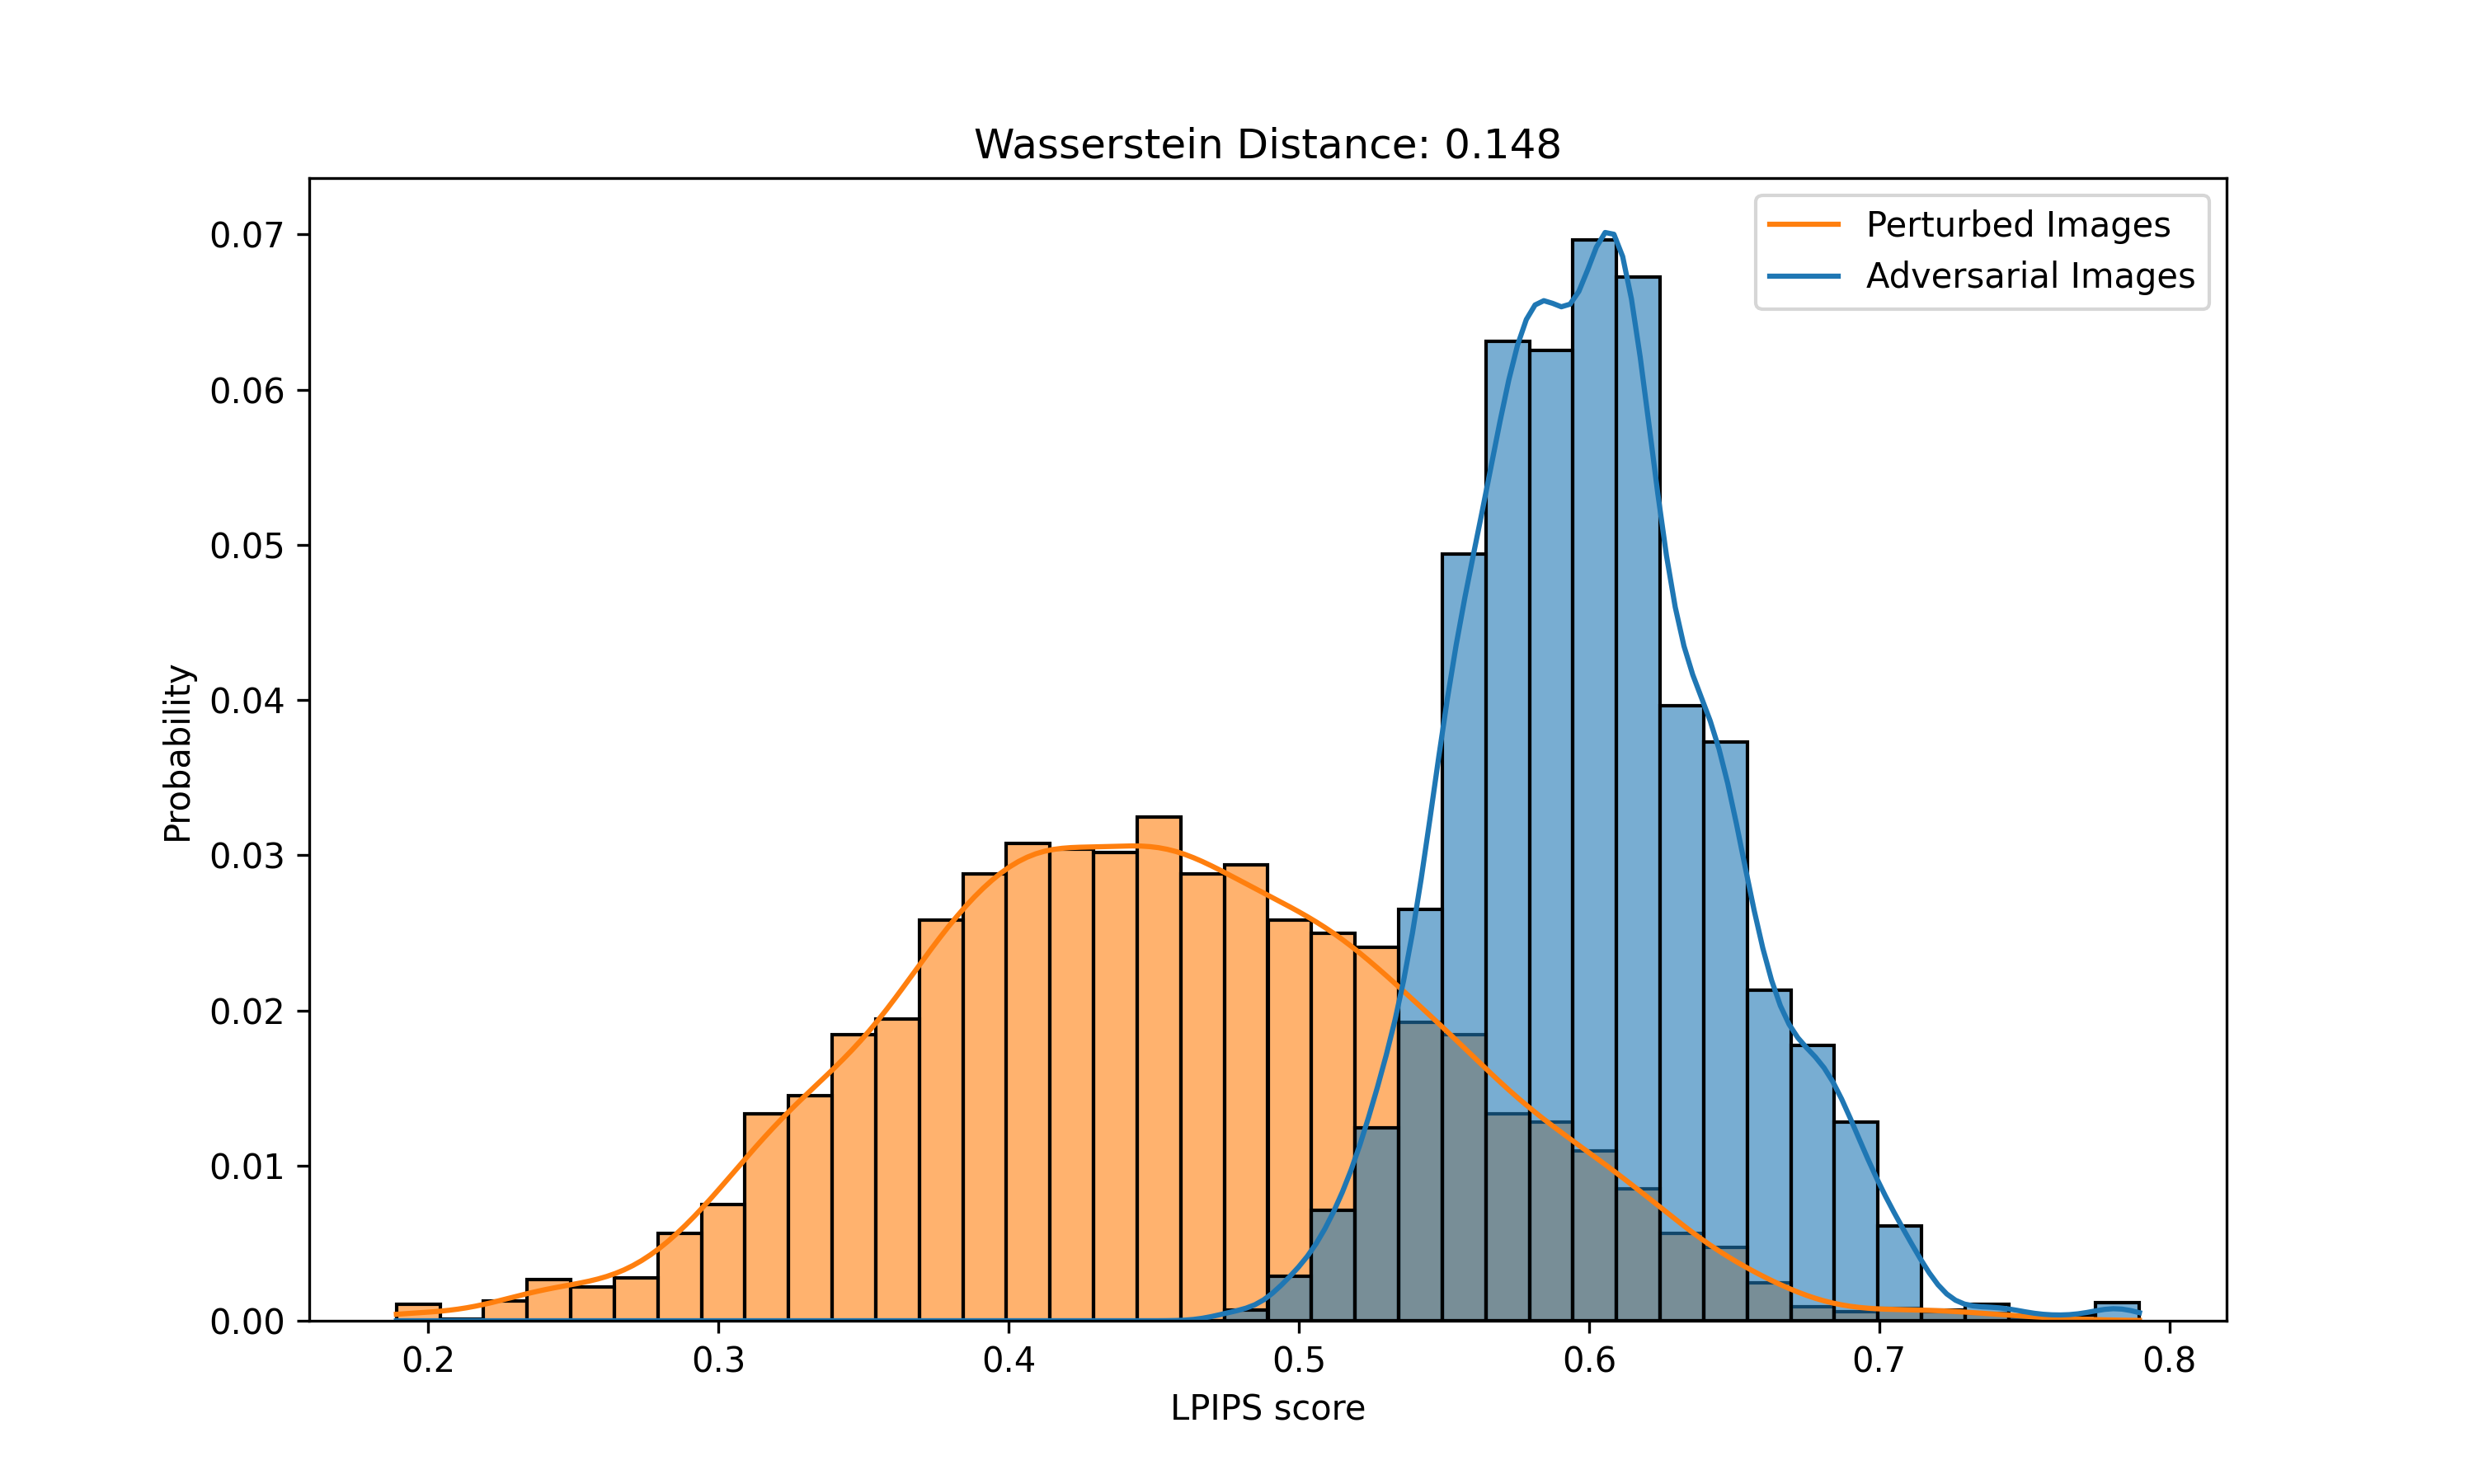 Wasserstein Distance: 0.148
Perturbed Images
Adversarial Images
0.07
0.06
0.05
0.04
0.03
0.02
0.01
0.00
Probability
0.2 0.3 0.4 0.5 0.6 0.7 0.8
LPIPS score